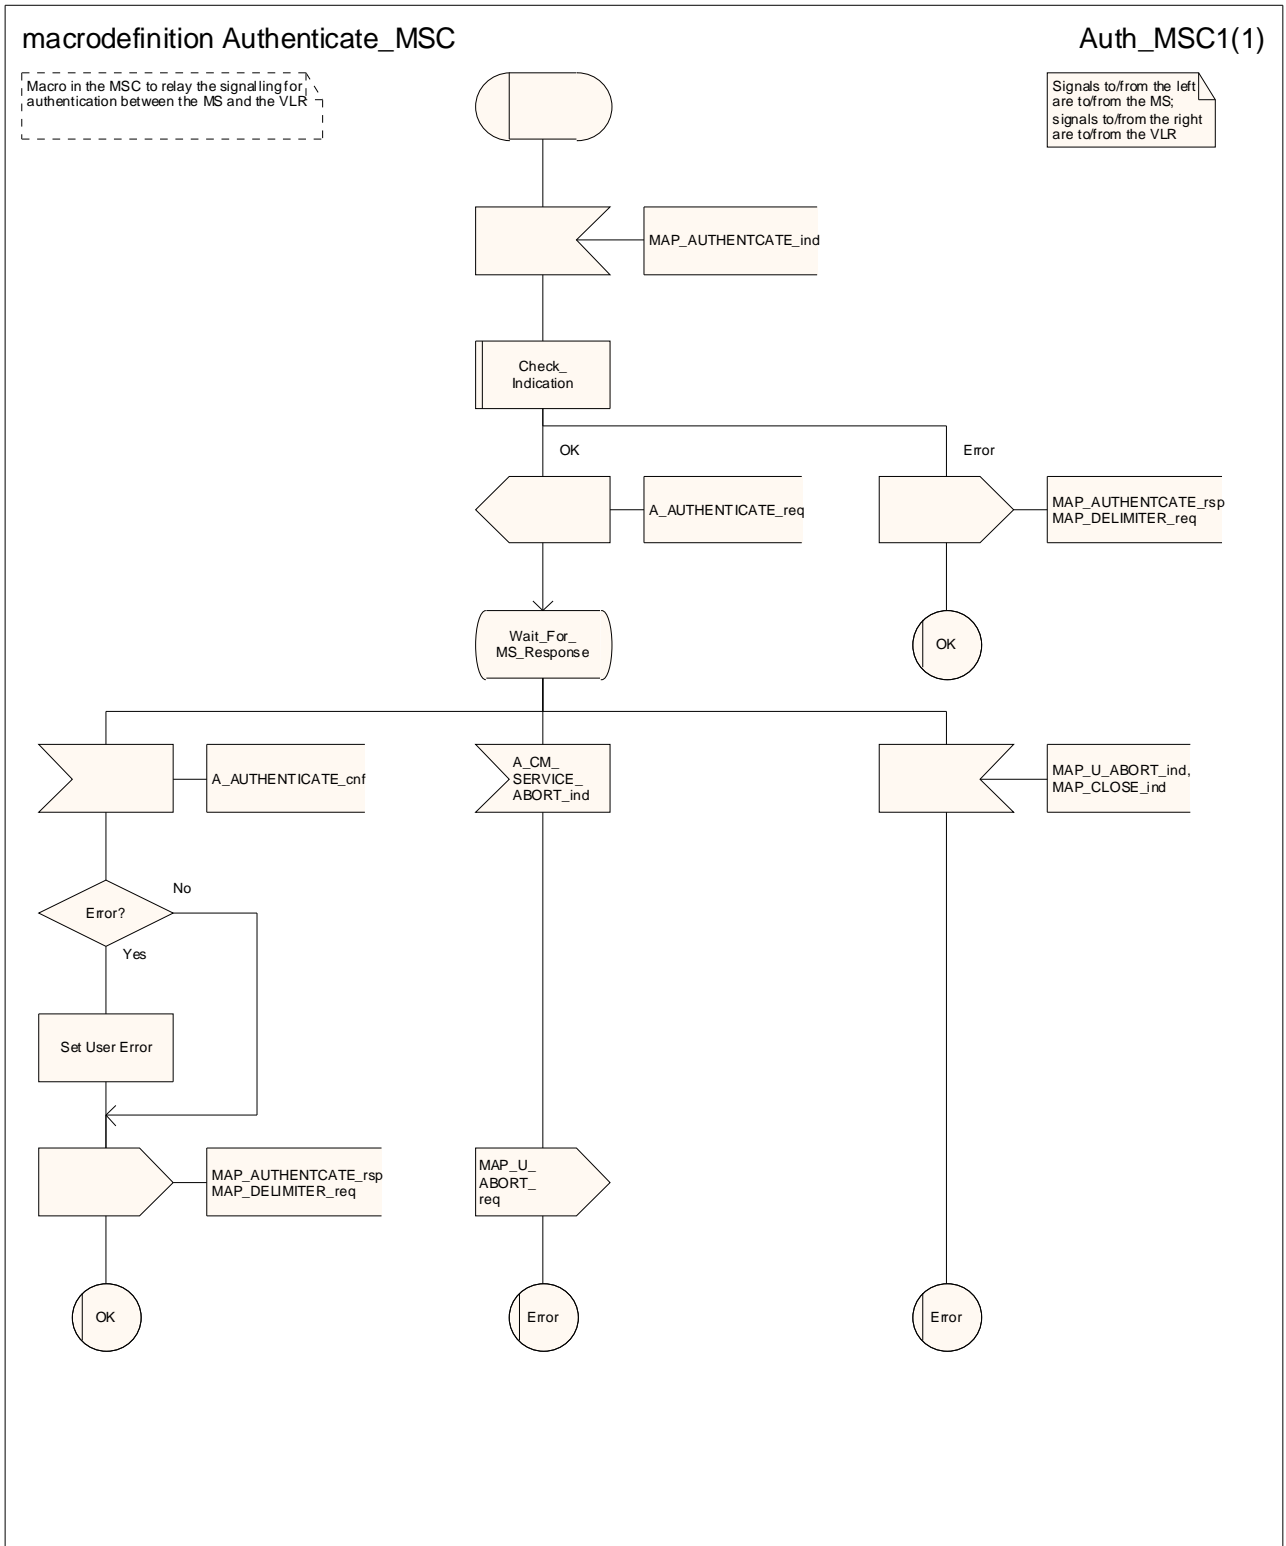 macrodefinition Authenticate_MSC
Auth_MSC1(1)
Macro in the MSC to relay the signalling for
authentication between the MS and the VLR
Signals to/from the left
are to/from the MS;
signals to/from the right
are to/from the VLR
MAP_AUTHENTCATE_ind
Check_
Indication
OK
Error
A_AUTHENTICATE_req
MAP_AUTHENTCATE_rsp
MAP_DELIMITER_req
Wait_For_
MS_Response
OK
A_AUTHENTICATE_cnf
A_CM_
SERVICE_
ABORT_ind
MAP_U_ABORT_ind,
MAP_CLOSE_ind
No
Error?
Yes
Set User Error
MAP_AUTHENTCATE_rsp
MAP_DELIMITER_req
MAP_U_
ABORT_
req
OK
Error
Error